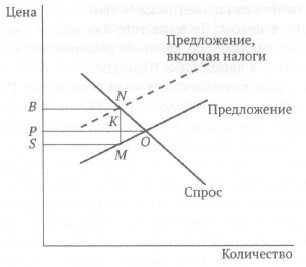 Цена
Предложение,
включая налоги
B
N
K
Предложение
P
S
O
M
Спрос
Количество